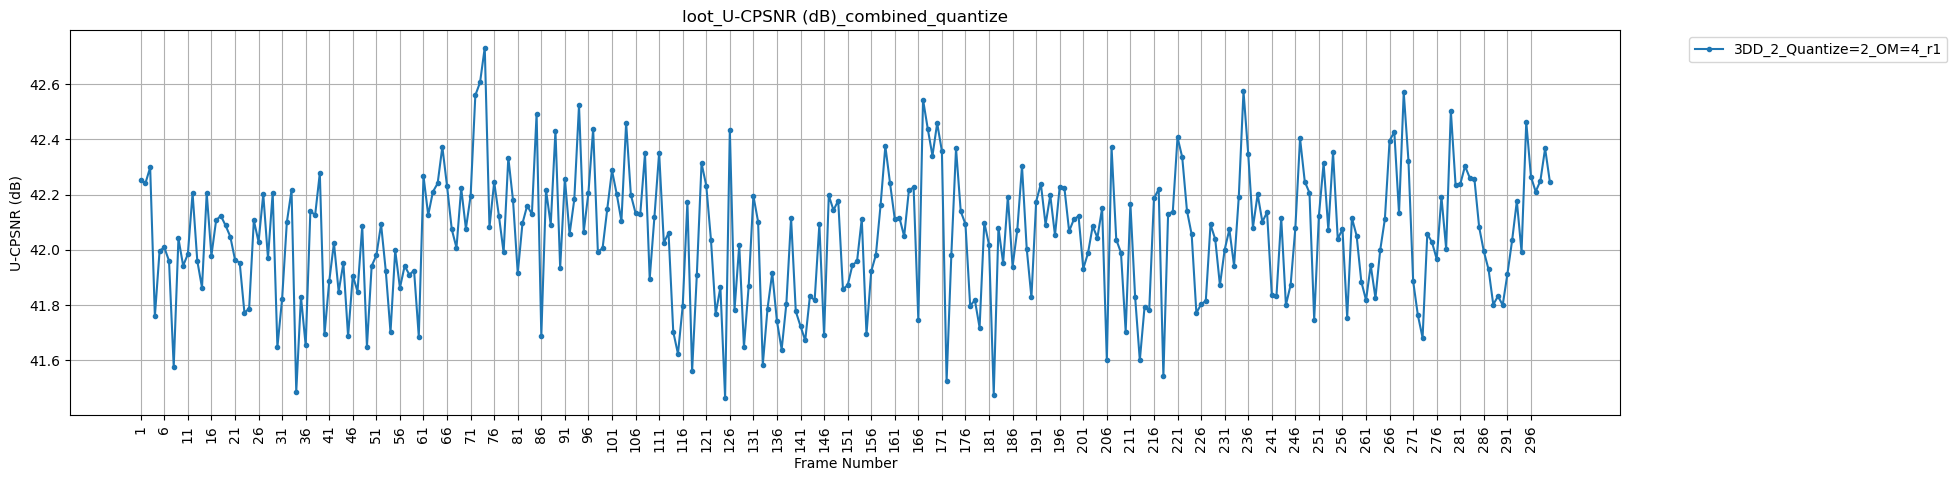 loot_U-CPSNR (dB)_combined_quantize
3DD_2_Quantize=2_OM=4_r1
U-CPSNR (dB)
42.6
42.4
42.2
42.0
41.8
41.6
1 6 11 16 21 26 31 36 41 46 51 56 61 66 71 76 81 86 91 96 101 106 111 116 121 126 131 136 141 146 151 156 161 166 171 176 181 186 191 196 201 206 211 216 221 226 231 236 241 246 251 256 261 266 271 276 281 286 291 296
Frame Number